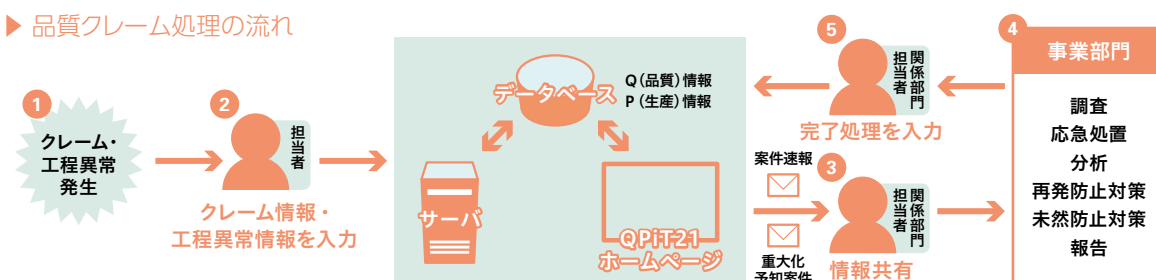 ▶ 品質クレーム処理の流れ
1
クレーム・
工程異常
発生
2
担当者
クレーム情報・
工程異常情報を入力
データベース
Q（品質）情報
P（生産）情報
サーバ
QPiT21
ホームページ
案件速報
重大化
予知案件
3
関係部門
担当者
情報共有
4
事業部門
調査
応急処置
分析
再発防止対策
未然防止対策
報告
5
関係部門
担当者
完了処理を入力